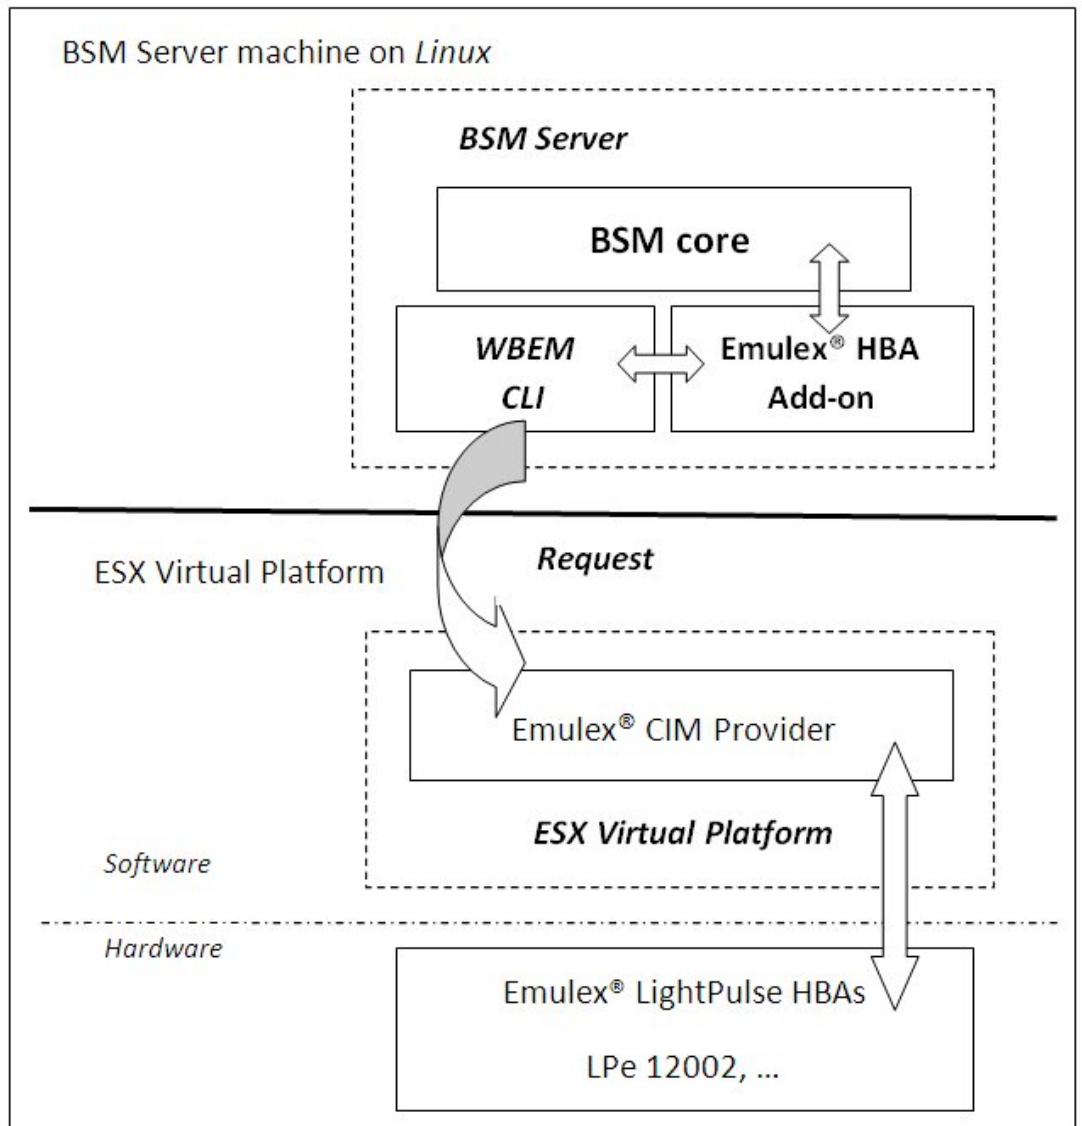 BSM Server machine on Linux
BSM Server
BSM core
WBEM
CLI
Emulex® HBA
Add-on
Request
ESX Virtual Platform
Emulex® CIM Provider
ESX Virtual Platform
Software
Hardware
Emulex® LightPulse HBAs
LPe 12002, ...